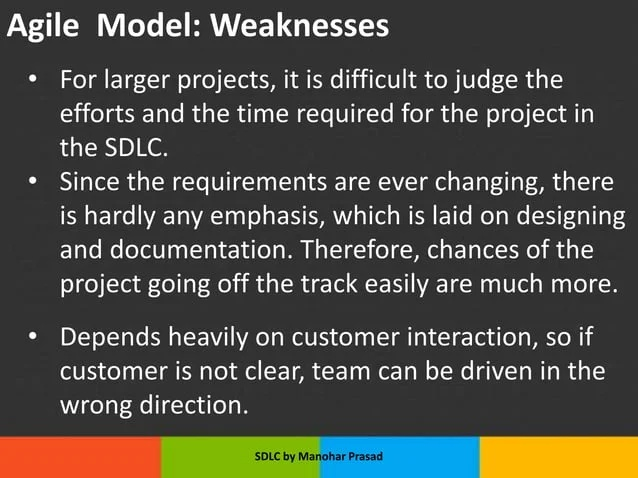 Agile  Model: Weaknesses
• For larger projects, it is difficult to judge the
efforts and the time required for the project in
the SDLC.
• Since the requirements are ever changing, there
is hardly any emphasis, which is laid on designing
and documentation. Therefore, chances of the
project going off the track easily are much more.
• Depends heavily on customer interaction, so if
customer is not clear, team can be driven in the
wrong direction.
SDLC by Manohar Prasad